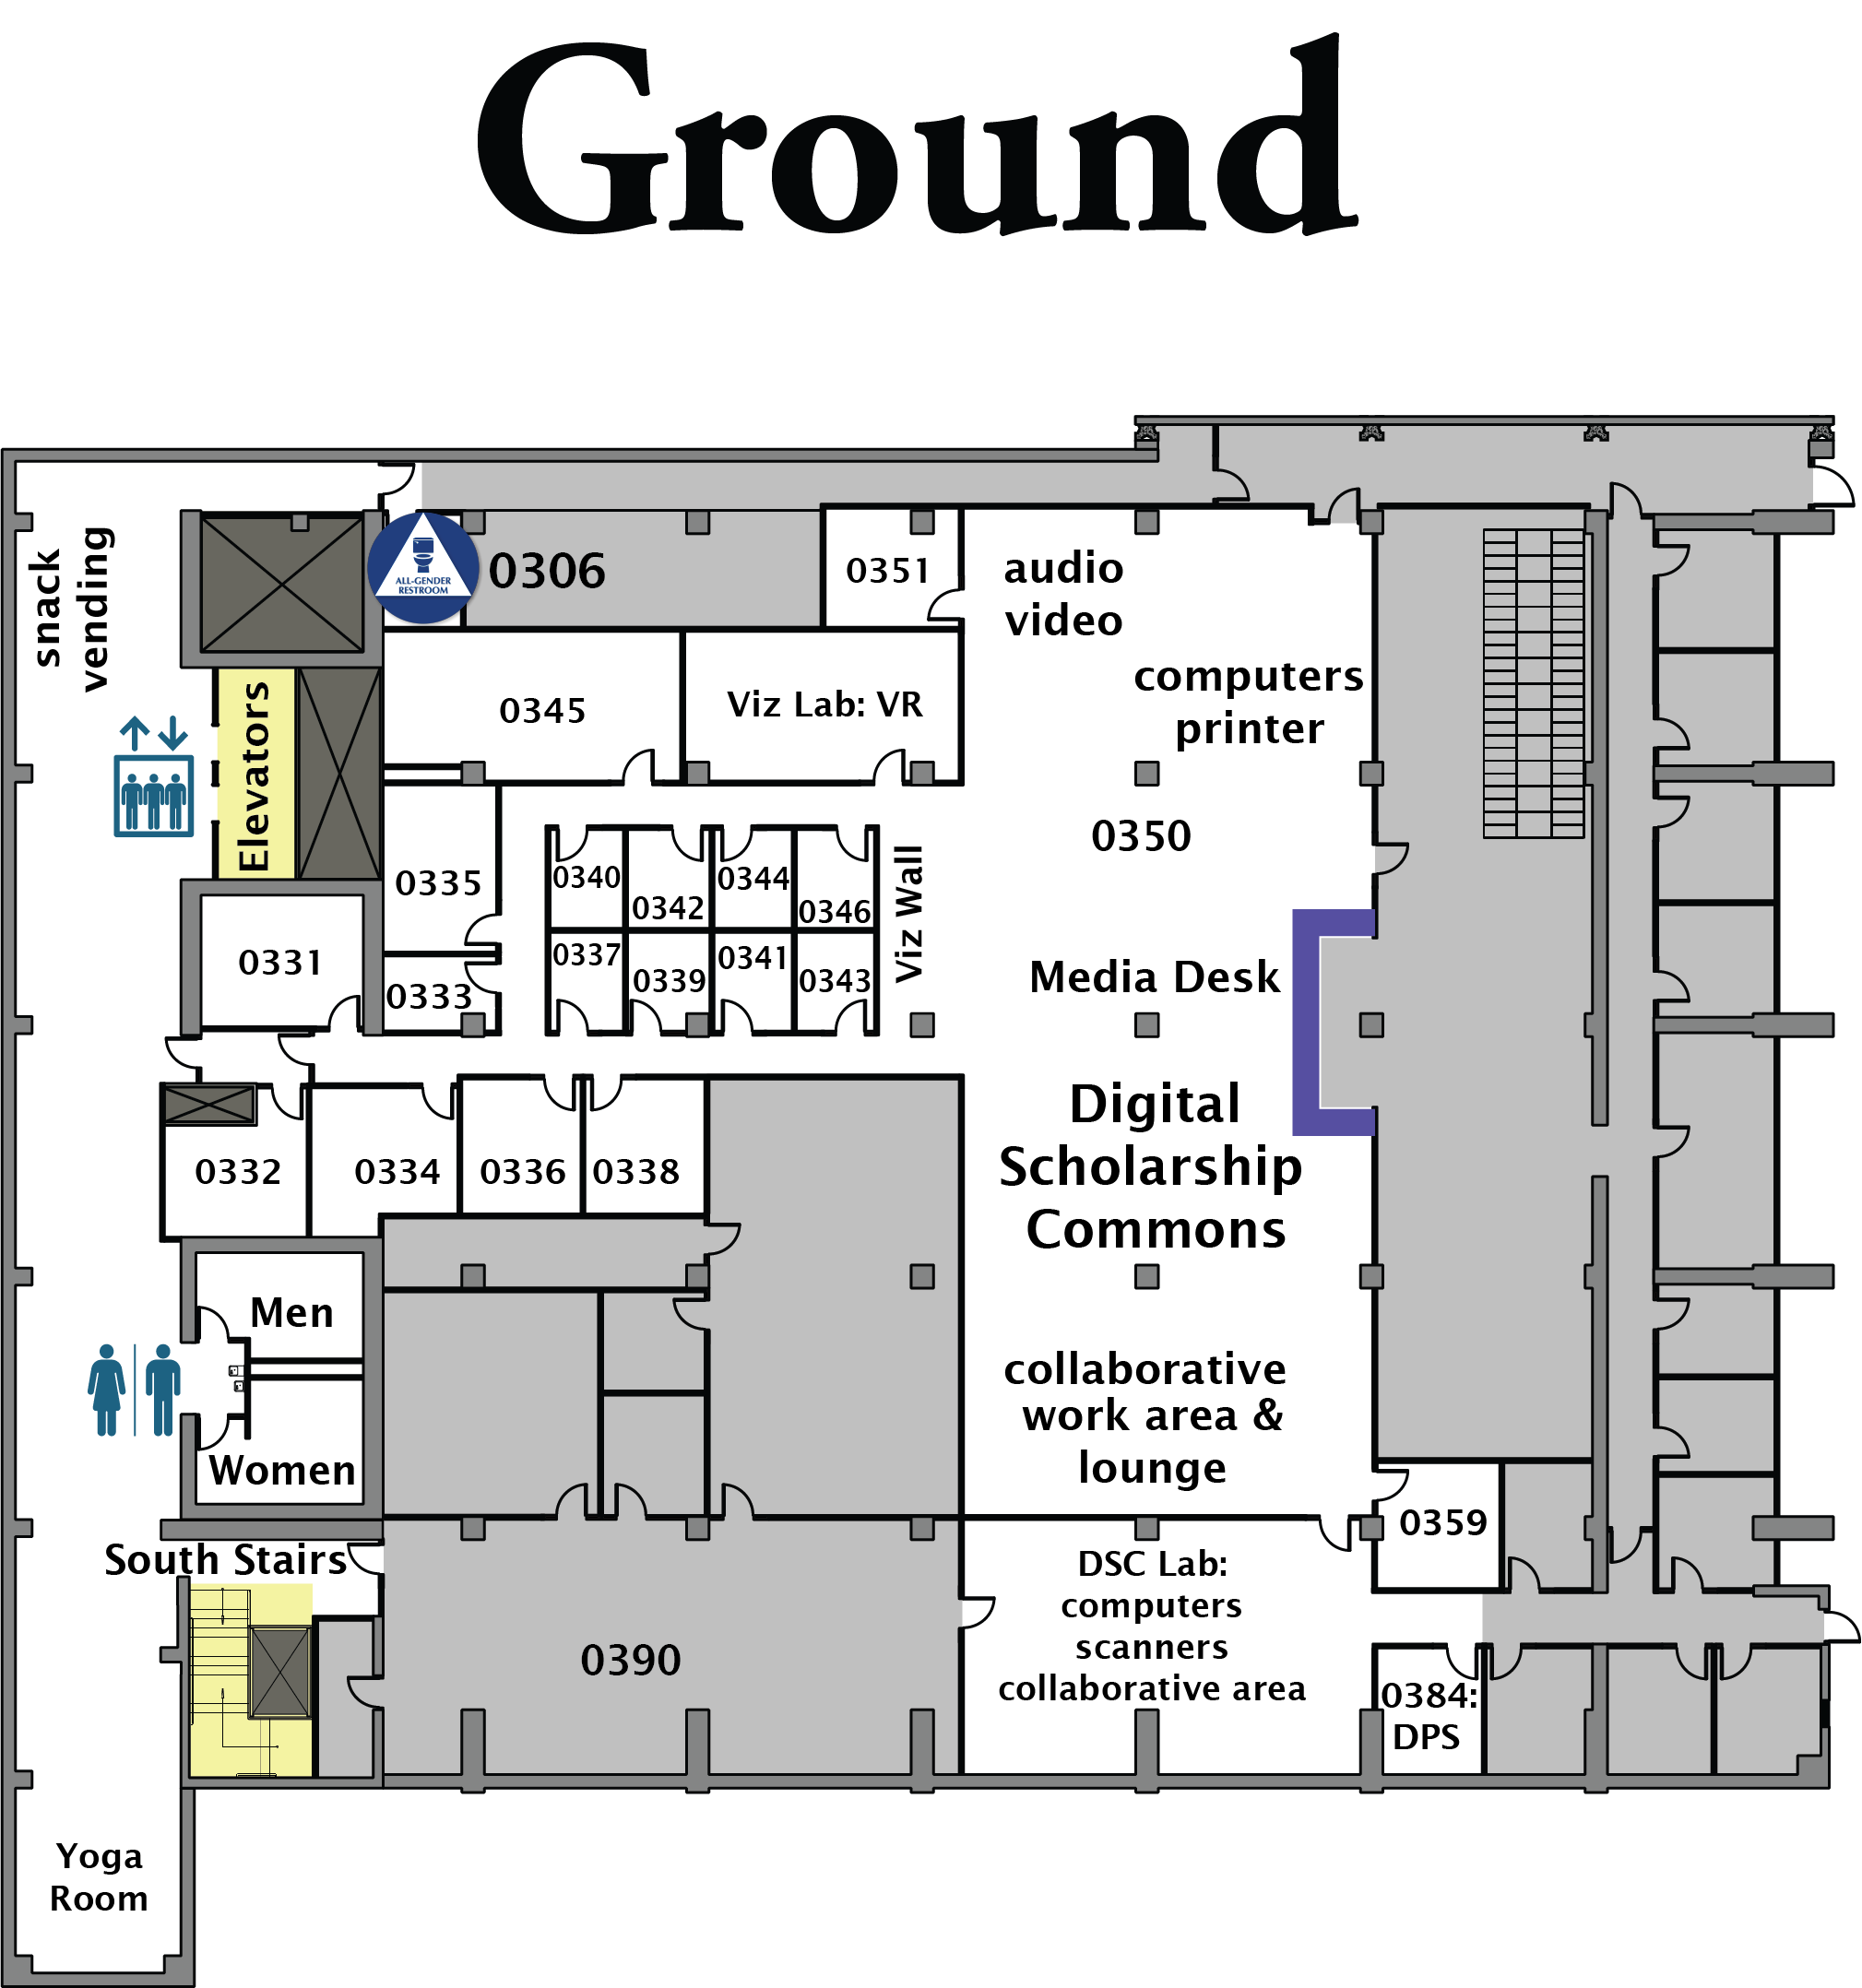 Ground
snack
vending
ALL-GENDER
RESTROOM
0306
0351
audio
video
computers
printer
0345
Viz Lab: VR
Elevators
0350
0335
0340
0342
0344
0346
Viz Wall
0331
0333
0337
0339
0341
0343
Media Desk
Digital
Scholarship
Commons
0332
0334
0336
0338
Men
Women
collaborative
work area &
lounge
South Stairs
0359
DSC Lab:
computers
scanners
collaborative area
0390
0384:
DPS
Yoga
Room